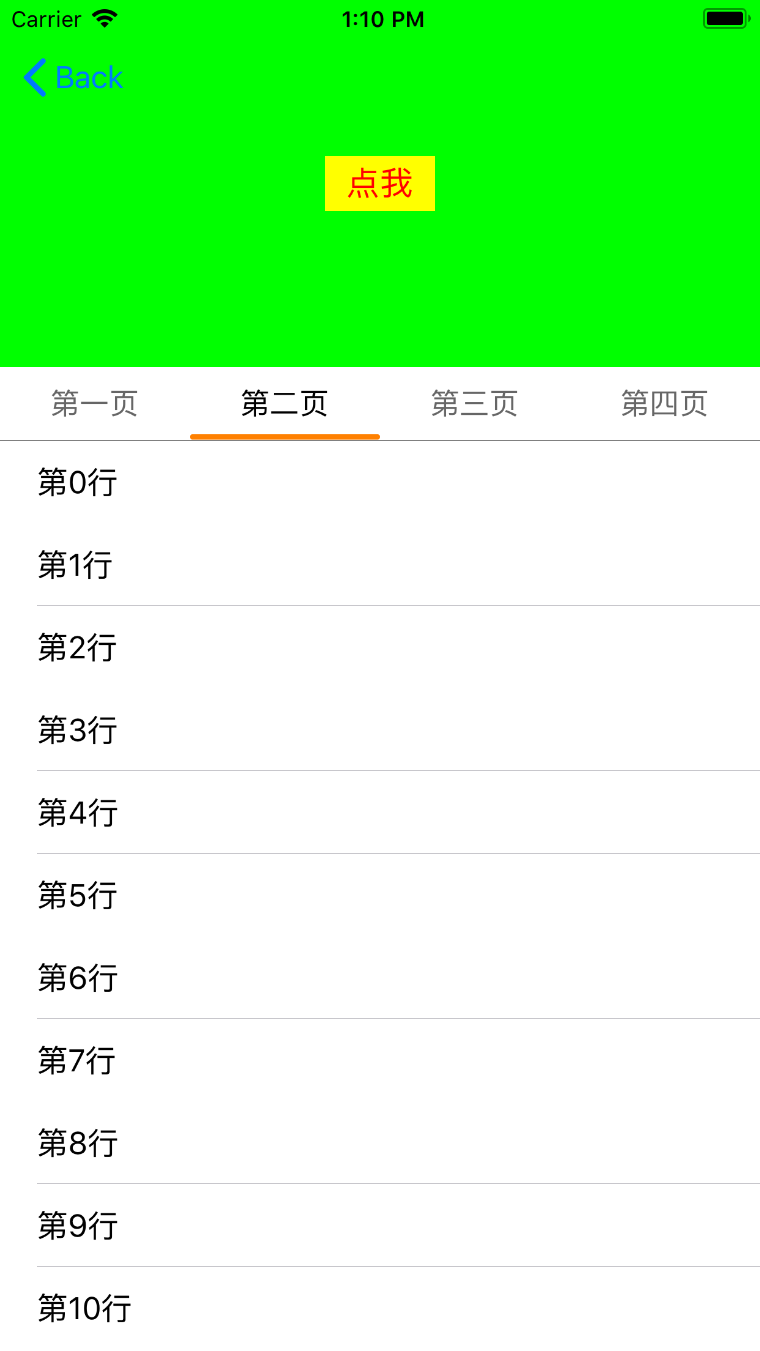 Carrier 1:10 PM
Back
点我
第一页 第二页 第三页 第四页
第0行
第1行
第2行
第3行
第4行
第5行
第6行
第7行
第8行
第9行
第10行